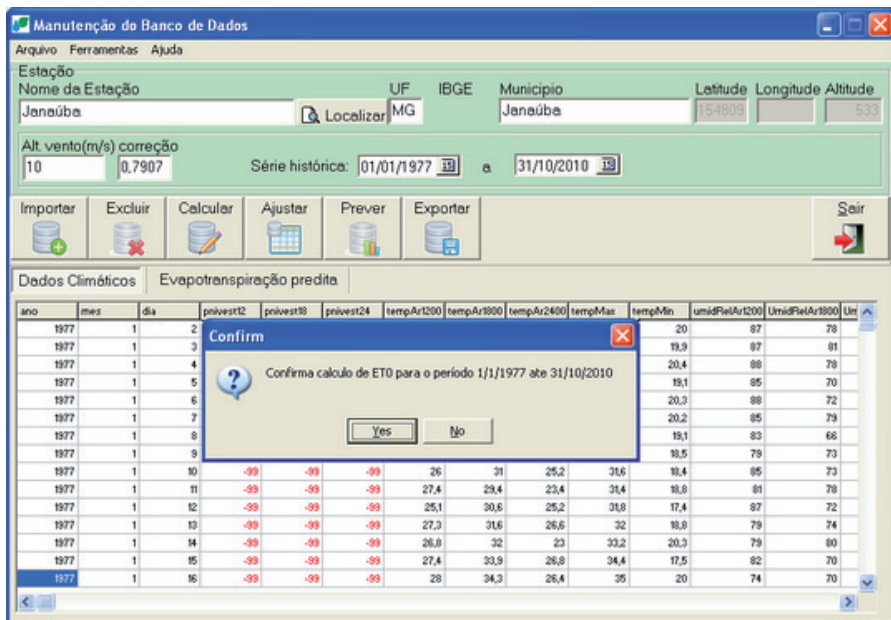 Manutenção do Banco de Dados
Arquivo Ferramentas Ajuda
Estação
Nome da Estação UF IBGE Municipio Latitude Longitude Altitude
Janaúba Localizar MG Janaúba 154809 533
Alt. vento(m/s) correção
10 0,7907 Série histórica: 01/01/1977 a 31/10/2010
Importar Excluir Calcular Ajustar Prever Exportar Sair
Dados Climáticos Evapotranspiração predita
ano mes dia pnivest12 pnivest18 pnivest24 tempAr1200 tempAr1800 tempAr2400 tempMax tempMin umidRelAr1200 UmidRelAr1800
1977 1 2 20 87 78
1977 1 3 19,9 87 81
1977 1 4 20,4 88 78
1977 1 5 19,1 85 70
1977 1 6 20,3 88 72
1977 1 7 20,2 85 79
1977 1 8 19,1 83 66
1977 1 9 18,5 79 73
Confirm
Confirma calculo de ET0 para o período 1/1/1977 ate 31/10/2010
Yes No
1977 1 10 -99 -99 -99 26 31 25,2 31,6 18,4 85 73
1977 1 11 -99 -99 -99 27,4 29,4 23,4 31,4 18,8 81 78
1977 1 12 -99 -99 -99 25,1 30,6 25,2 31,8 17,4 87 72
1977 1 13 -99 -99 -99 27,3 31,6 26,6 32 18,8 79 74
1977 1 14 -99 -99 -99 26,8 32 23 33,2 20,3 79 80
1977 1 15 -99 -99 -99 27,4 33,9 26,8 34,4 17,5 82 70
1977 1 16 -99 -99 -99 28 34,3 26,4 35 20 74 70